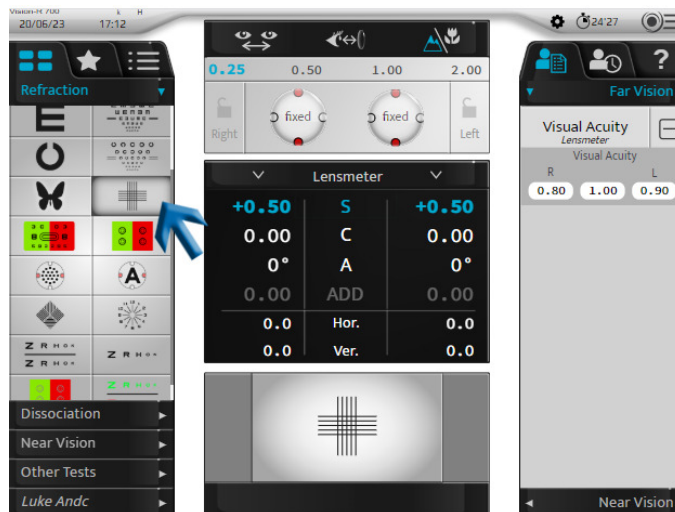 Vision-R 700
k H
20/06/23 17:12
Refraction
E
A
Z R H O N
Z R H O N
Z R H O N
Dissociation
Near Vision
Other Tests
Luke Andc
0.25 0.50 1.00 2.00
Right fixed fixed Left
Lensmeter
+0.50 S +0.50
0.00 C 0.00
0° A 0°
0.00 ADD 0.00
0.0 Hor. 0.0
0.0 Ver. 0.0
24'27
?
Far Vision
Visual Acuity
Lensmeter
Visual Acuity
R L
0.80 1.00 0.90
Near Vision